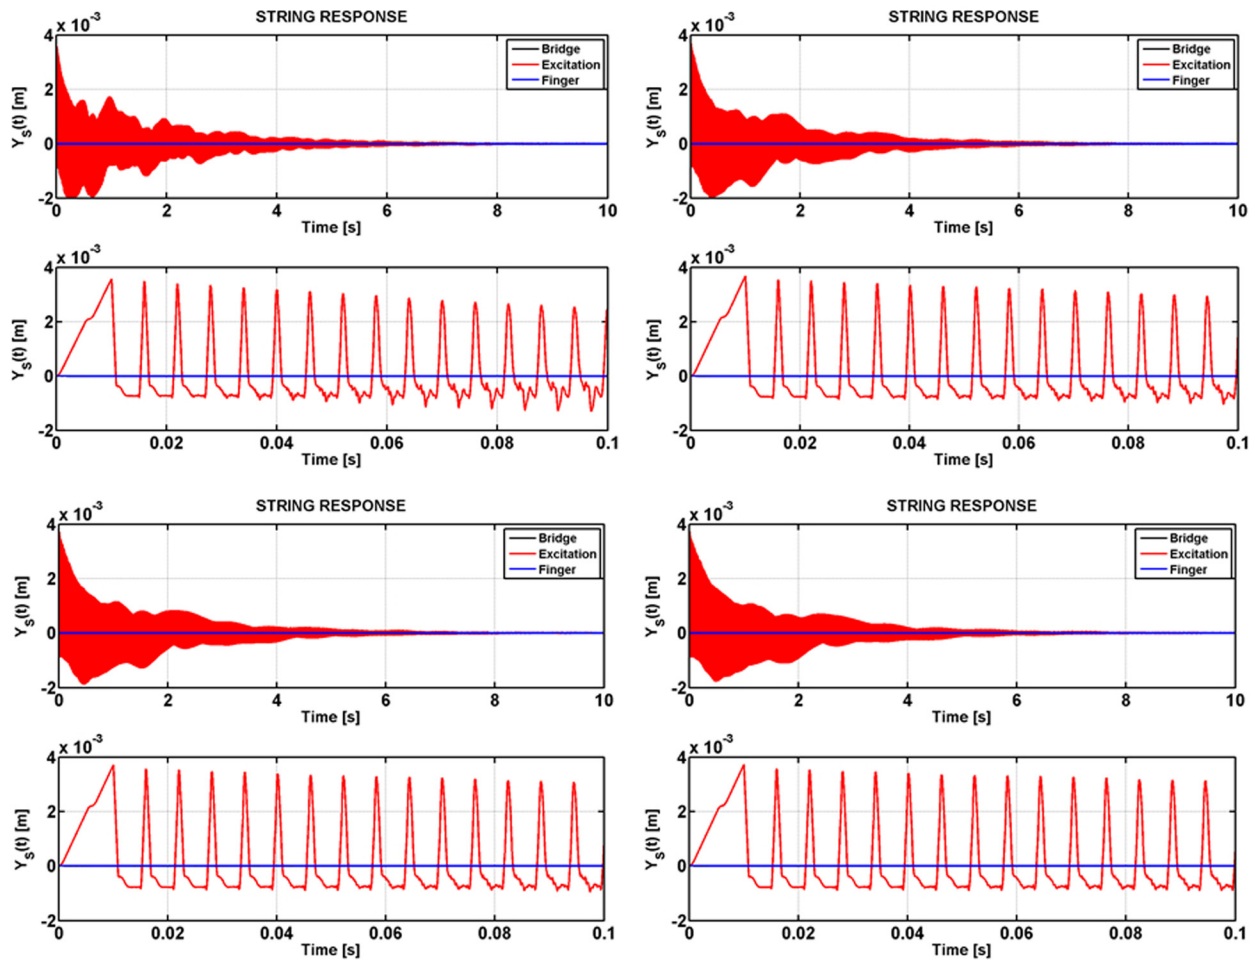 STRING RESPONSE
x 10⁻³
4
2
0
-2
Y_S(t) [m]
Bridge
Excitation
Finger
0 2 4 6 8 10
Time [s]
STRING RESPONSE
x 10⁻³
4
2
0
-2
Y_S(t) [m]
Bridge
Excitation
Finger
0 2 4 6 8 10
Time [s]
x 10⁻³
4
2
0
-2
Y_S(t) [m]
0 0.02 0.04 0.06 0.08 0.1
Time [s]
x 10⁻³
4
2
0
-2
Y_S(t) [m]
0 0.02 0.04 0.06 0.08 0.1
Time [s]
STRING RESPONSE
x 10⁻³
4
2
0
-2
Y_S(t) [m]
Bridge
Excitation
Finger
0 2 4 6 8 10
Time [s]
STRING RESPONSE
x 10⁻³
4
2
0
-2
Y_S(t) [m]
Bridge
Excitation
Finger
0 2 4 6 8 10
Time [s]
x 10⁻³
4
2
0
-2
Y_S(t) [m]
0 0.02 0.04 0.06 0.08 0.1
Time [s]
x 10⁻³
4
2
0
-2
Y_S(t) [m]
0 0.02 0.04 0.06 0.08 0.1
Time [s]